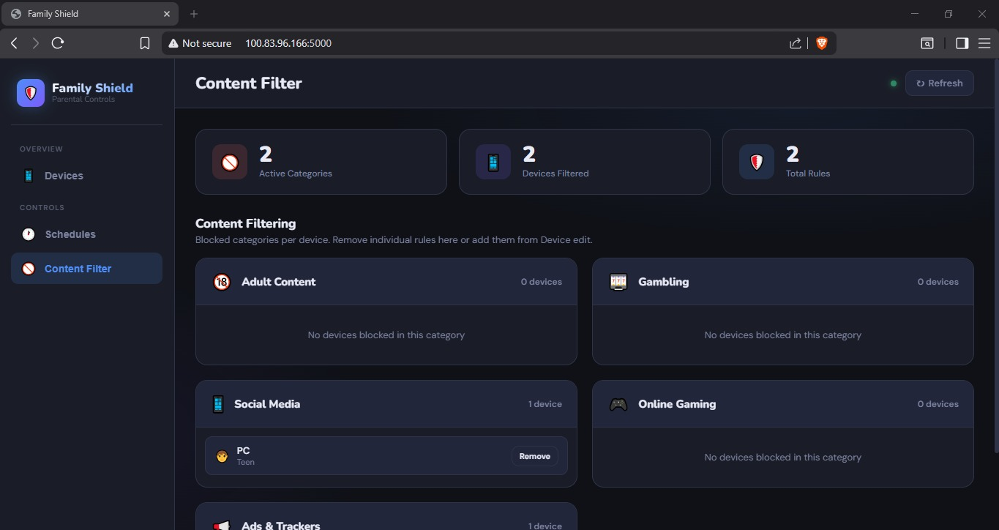 Family Shield
Not secure 100.83.96.166:5000
Family Shield
Parental Controls
OVERVIEW
Devices
CONTROLS
Schedules
Content Filter
Content Filter
↻ Refresh
2
Active Categories
2
Devices Filtered
2
Total Rules
Content Filtering
Blocked categories per device. Remove individual rules here or add them from Device edit.
18 Adult Content 0 devices
No devices blocked in this category
777 Gambling 0 devices
No devices blocked in this category
Social Media 1 device
PC
Teen
Remove
Online Gaming 0 devices
No devices blocked in this category
Ads & Trackers 1 device